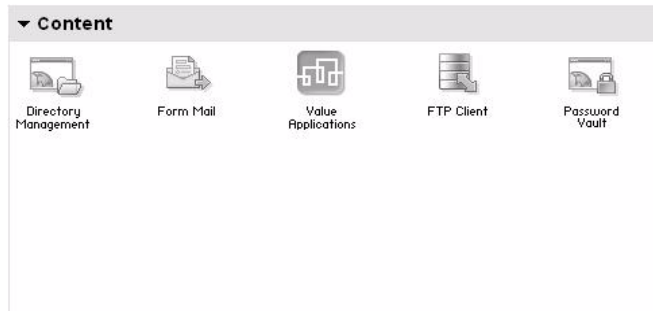 Content
Directory
Management
Form Mail
Value
Applications
FTP Client
Password
Vault